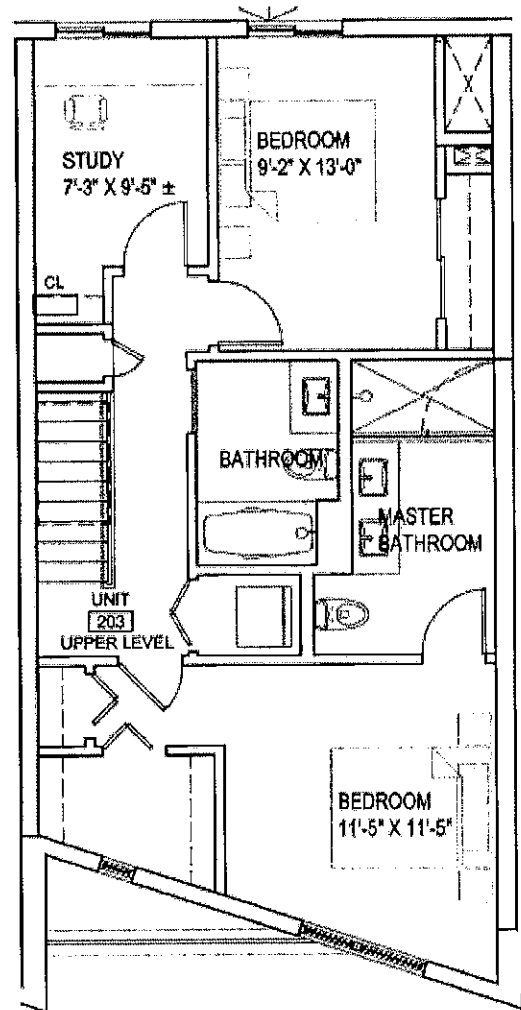 STUDY
7'-3" X 9'-5" ±
BEDROOM
9'-2" X 13'-0"
X
CL
BATHROOM
MASTER
BATHROOM
UNIT
203
UPPER LEVEL
BEDROOM
11'-5" X 11'-5"